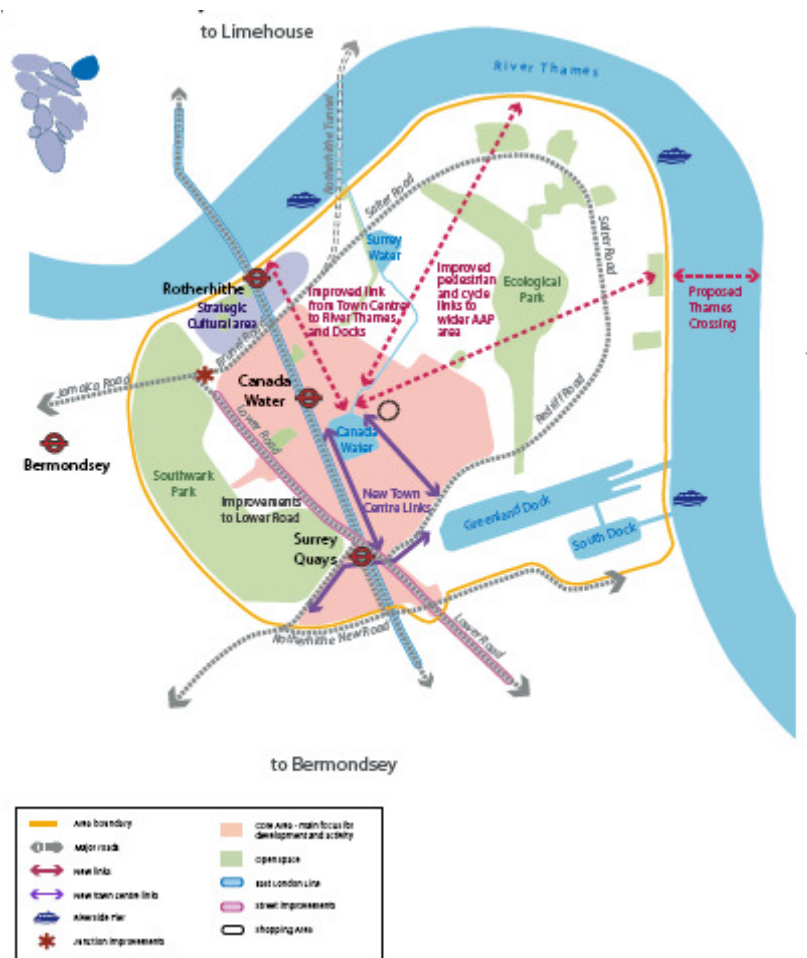 to Limehouse
River Thames
Rotherhithe Tunnel
Salter Road
Surrey
Water
Rotherhithe
Strategic
Cultural area
Improved link
from Town Centre
to River Thames
and Docks
Improved
pedestrian
and cycle
links to
wider AAP
area
Ecological
Park
Salter Road
Proposed
Thames
Crossing
Brunel Road
Jamaica Road
Canada
Water
Lower Road
Canada
Water
Redriff Road
Bermondsey
Southwark
Park
Improvements
to Lower Road
New Town
Centre Links
Greenland Dock
South Dock
Surrey
Quays
Lower Road
Rotherhithe New Road
to Bermondsey
Area boundary
Major roads
New links
New town centre links
Riverside Pier
Junction improvements
Core Area - main focus for
development and activity
Open space
East London Line
Street improvements
Shopping Area